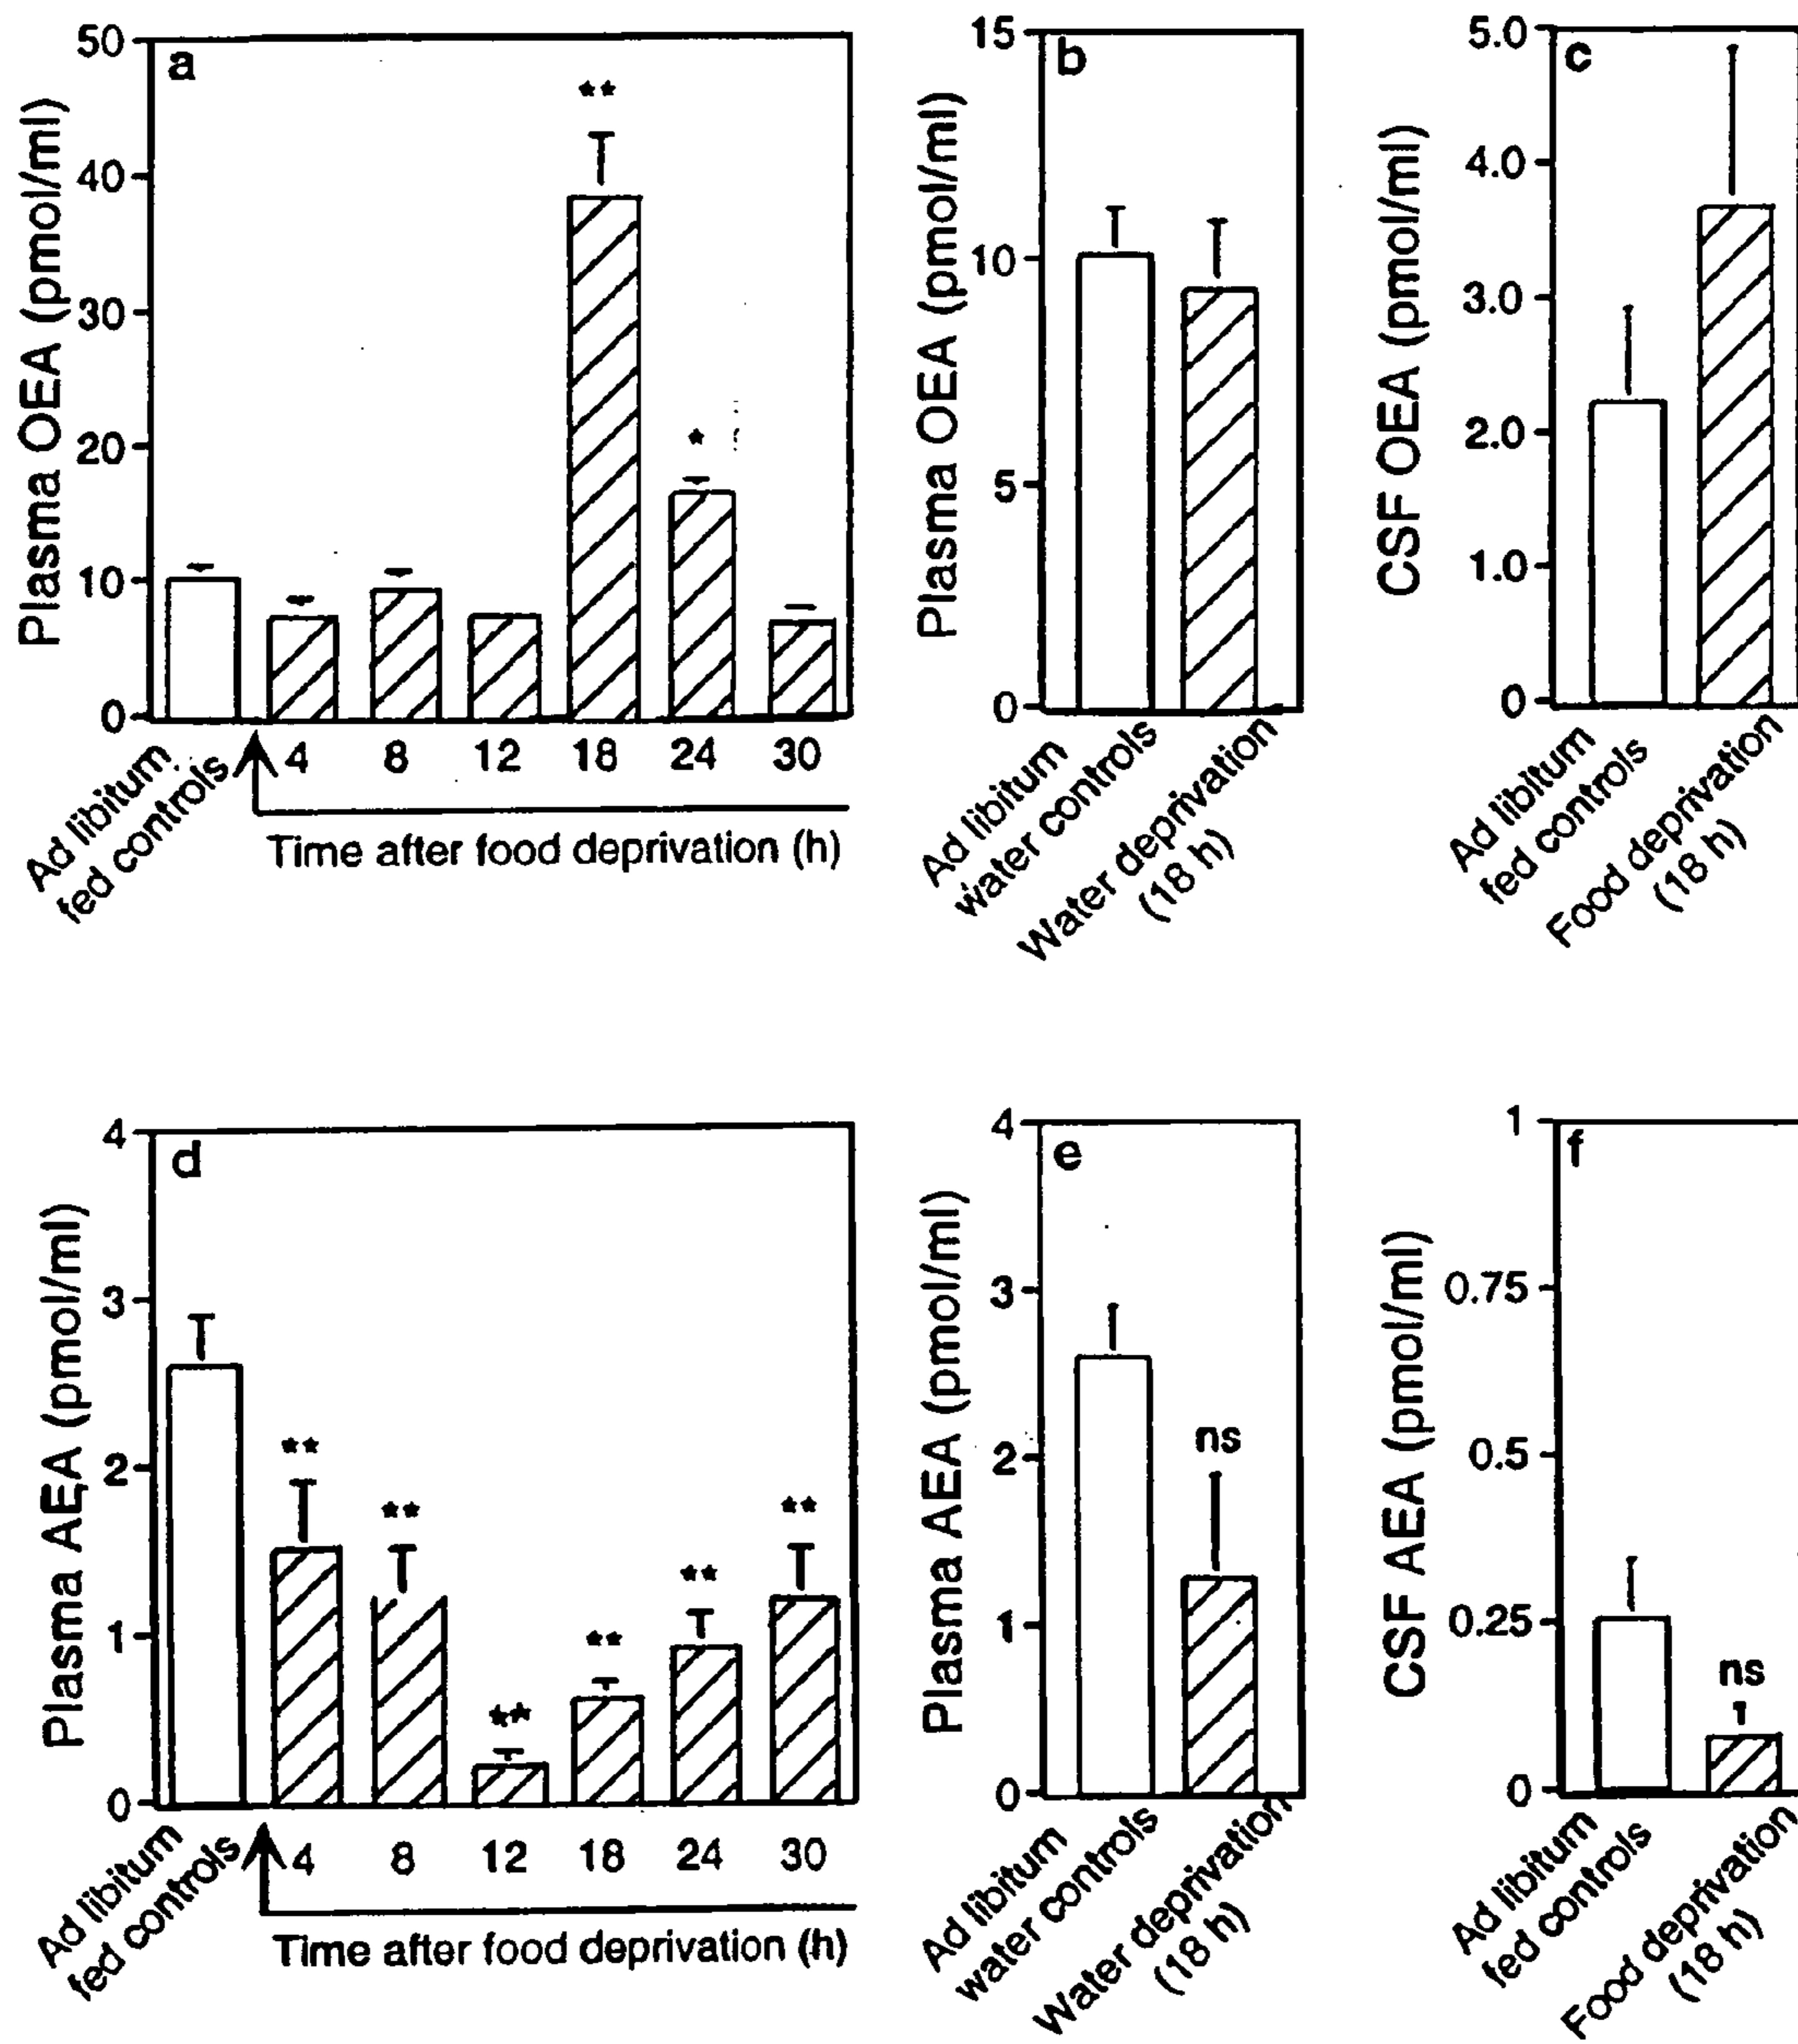 a
Plasma OEA (pmol/ml)
50
40
30
20
10
0
**
*
Ad libitum
fed controls
4 8 12 18 24 30
Time after food deprivation (h)
b
Plasma OEA (pmol/ml)
15
10
5
0
Ad libitum
water controls
Water deprivation
(18 h)
c
CSF OEA (pmol/ml)
5.0
4.0
3.0
2.0
1.0
0
Ad libitum
fed controls
Food deprivation
(18 h)
d
Plasma AEA (pmol/ml)
4
3
2
1
0
** ** ** ** ** **
Ad libitum
fed controls
4 8 12 18 24 30
Time after food deprivation (h)
e
Plasma AEA (pmol/ml)
4
3
2
1
0
ns
Ad libitum
water controls
Water deprivation
(18 h)
f
CSF AEA (pmol/ml)
1
0.75
0.5
0.25
0
ns
Ad libitum
fed controls
Food deprivation
(18 h)